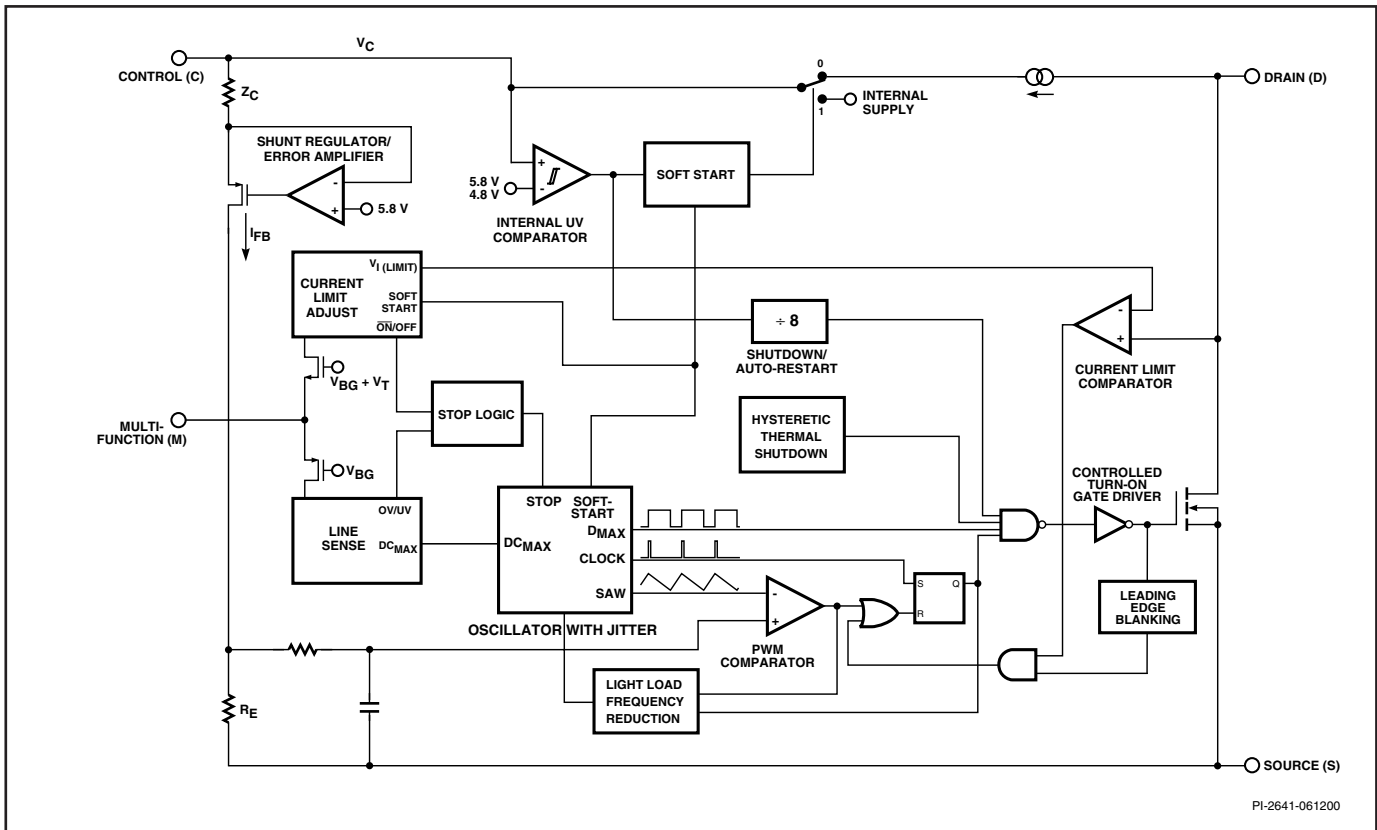 V_C
CONTROL (C)
Z_C
0
1
INTERNAL
SUPPLY
DRAIN (D)
SHUNT REGULATOR/
ERROR AMPLIFIER
-
+
5.8 V
I_FB
+
-
5.8 V
4.8 V
INTERNAL UV
COMPARATOR
SOFT START
CURRENT
LIMIT
ADJUST
V_I (LIMIT)
SOFT
START
O̅N̅/OFF
÷ 8
SHUTDOWN/
AUTO-RESTART
-
+
CURRENT LIMIT
COMPARATOR
V_BG + V_T
MULTI-
FUNCTION (M)
STOP LOGIC
HYSTERETIC
THERMAL
SHUTDOWN
V_BG
CONTROLLED
TURN-ON
GATE DRIVER
OV/UV
LINE
SENSE
DC_MAX
STOP
SOFT-
START
D_MAX
DC_MAX
CLOCK
SAW
OSCILLATOR WITH JITTER
-
+
PWM
COMPARATOR
S
Q
R
LEADING
EDGE
BLANKING
LIGHT LOAD
FREQUENCY
REDUCTION
R_E
SOURCE (S)
PI-2641-061200